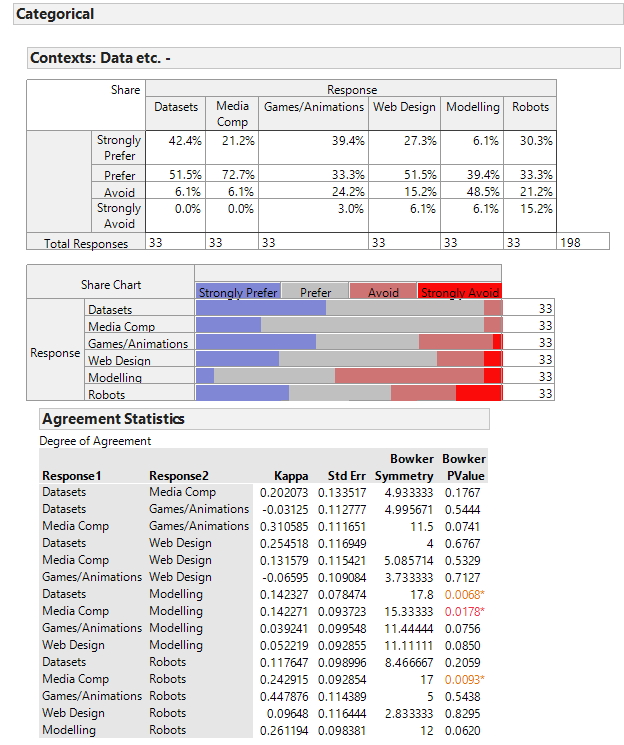 Categorical
Contexts: Data etc. -
Share Response
Datasets Media Comp Games/Animations Web Design Modelling Robots
Strongly Prefer 42.4% 21.2% 39.4% 27.3% 6.1% 30.3%
Prefer 51.5% 72.7% 33.3% 51.5% 39.4% 33.3%
Avoid 6.1% 6.1% 24.2% 15.2% 48.5% 21.2%
Strongly Avoid 0.0% 0.0% 3.0% 6.1% 6.1% 15.2%
Total Responses 33 33 33 33 33 33 198
Share Chart
Strongly Prefer Prefer Avoid Strongly Avoid
Response
Datasets 33
Media Comp 33
Games/Animations 33
Web Design 33
Modelling 33
Robots 33
Agreement Statistics
Degree of Agreement
Response1 Response2 Kappa Std Err Bowker Symmetry Bowker PValue
Datasets Media Comp 0.202073 0.133517 4.933333 0.1767
Datasets Games/Animations -0.03125 0.112777 4.995671 0.5444
Media Comp Games/Animations 0.310585 0.111651 11.5 0.0741
Datasets Web Design 0.254518 0.116949 4 0.6767
Media Comp Web Design 0.131579 0.115421 5.085714 0.5329
Games/Animations Web Design -0.06595 0.109084 3.733333 0.7127
Datasets Modelling 0.142327 0.078474 17.8 0.0068*
Media Comp Modelling 0.142271 0.093723 15.33333 0.0178*
Games/Animations Modelling 0.039241 0.099548 11.44444 0.0756
Web Design Modelling 0.052219 0.092855 11.11111 0.0850
Datasets Robots 0.117647 0.098996 8.466667 0.2059
Media Comp Robots 0.242915 0.092854 17 0.0093*
Games/Animations Robots 0.447876 0.114389 5 0.5438
Web Design Robots 0.09648 0.116444 2.833333 0.8295
Modelling Robots 0.261194 0.098381 12 0.0620